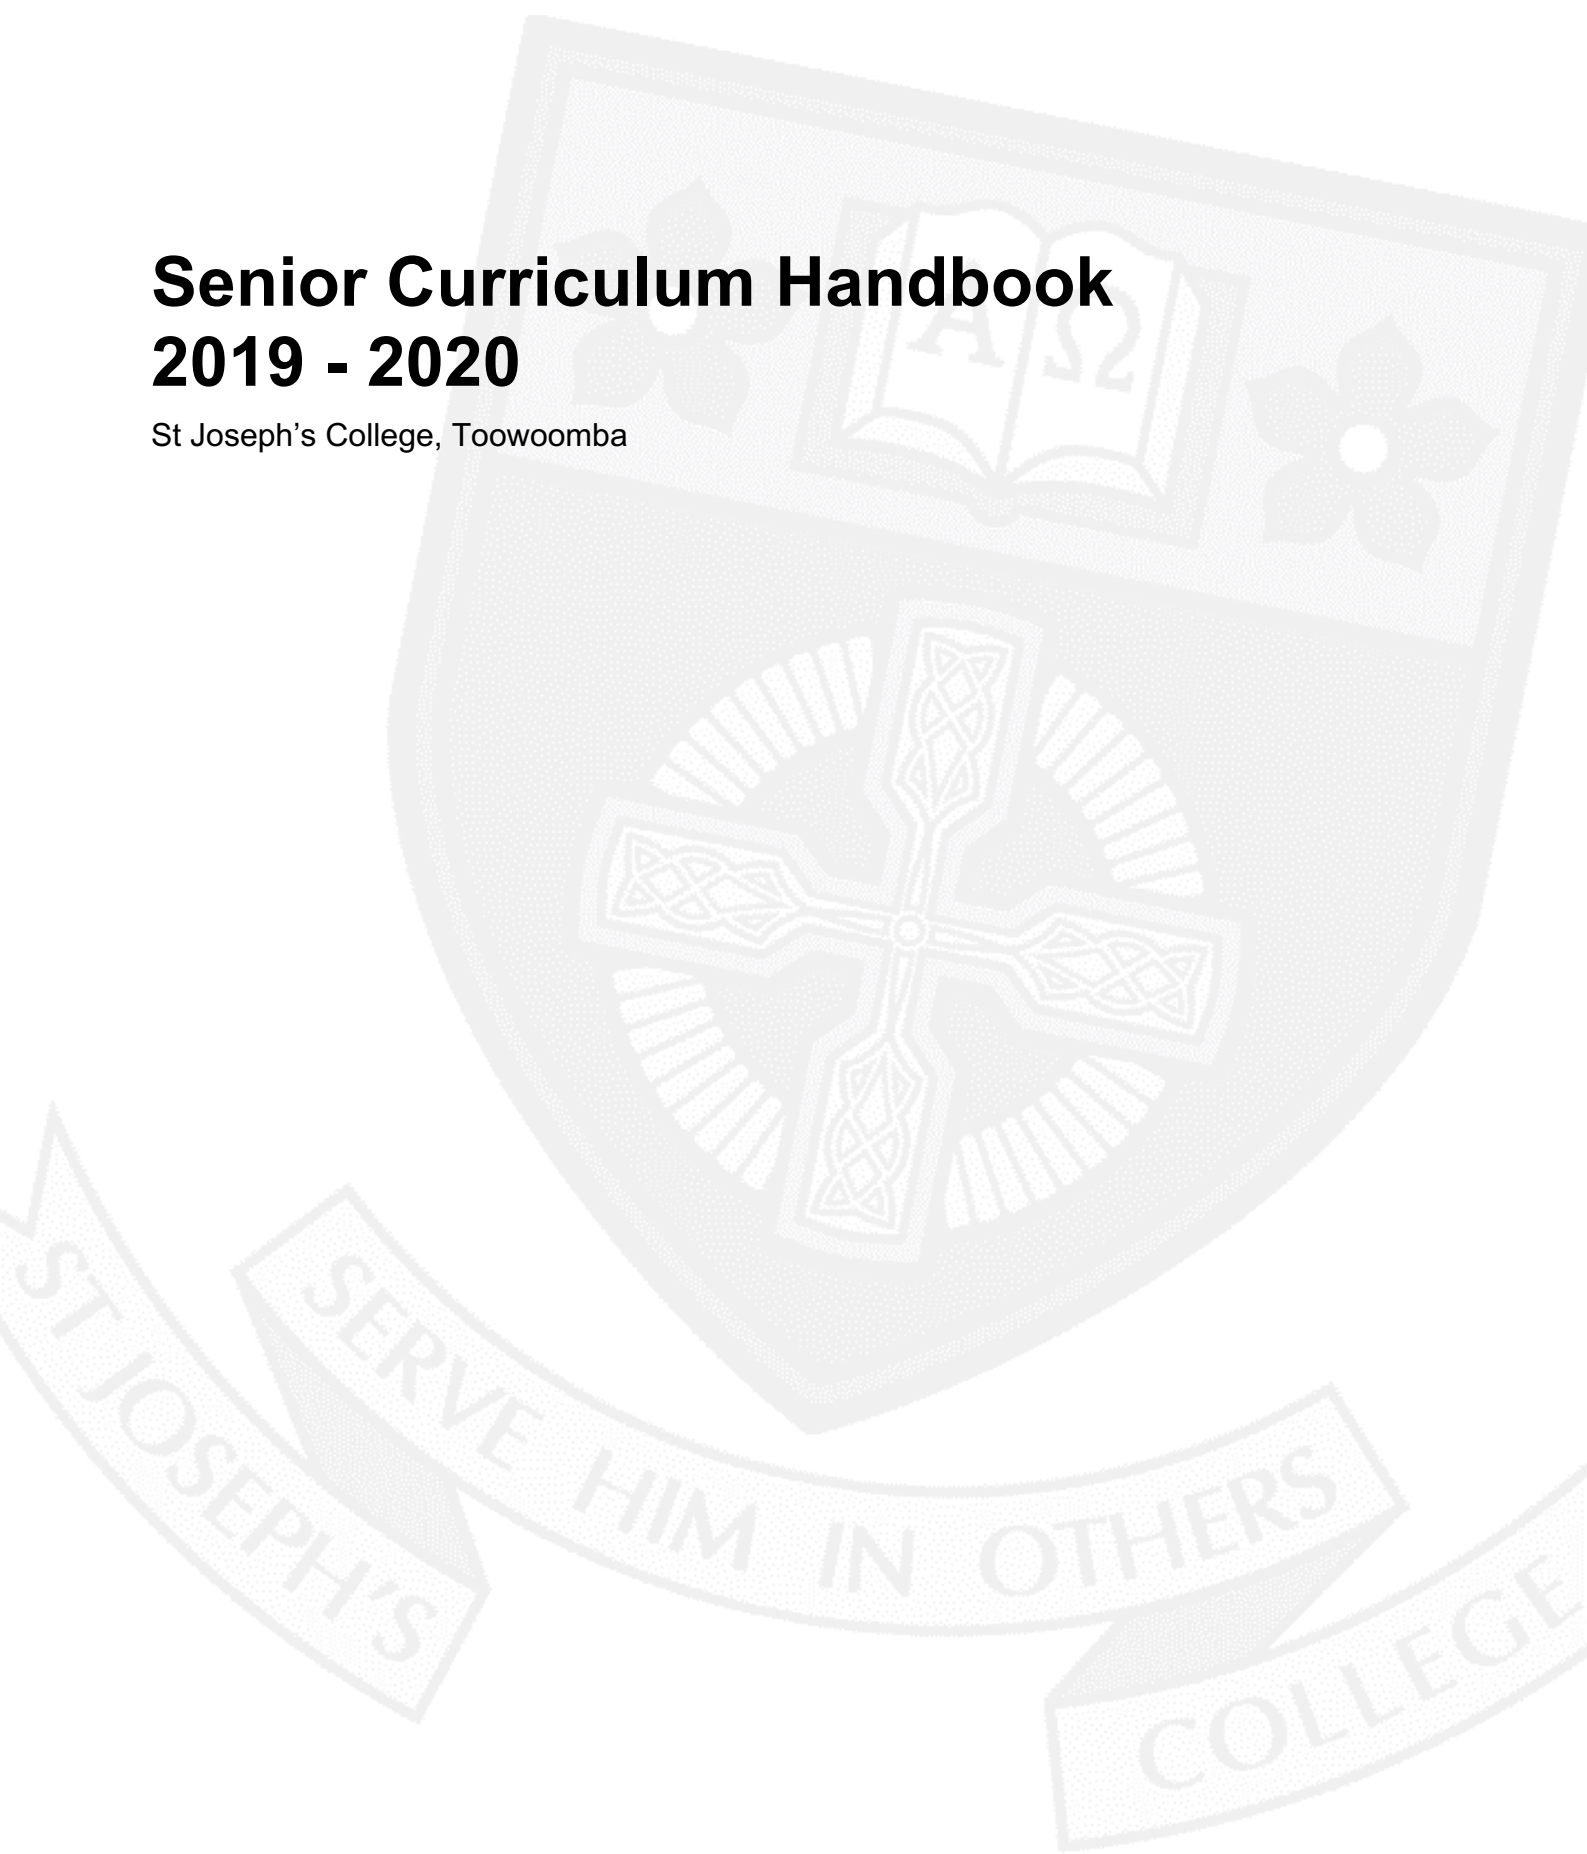 Senior Curriculum Handbook
2019 - 2020
St Joseph’s College, Toowoomba
Α Ω
SERVE HIM IN OTHERS
ST JOSEPH'S
COLLEGE